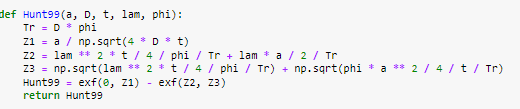 def Hunt99(a, D, t, lam, phi):
    Tr = D * phi
    Z1 = a / np.sqrt(4 * D * t)
    Z2 = lam ** 2 * t / 4 / phi / Tr + lam * a / 2 / Tr
    Z3 = np.sqrt(lam ** 2 * t / 4 / phi / Tr) + np.sqrt(phi * a ** 2 / 4 / t / Tr)
    Hunt99 = exf(0, Z1) - exf(Z2, Z3)
    return Hunt99